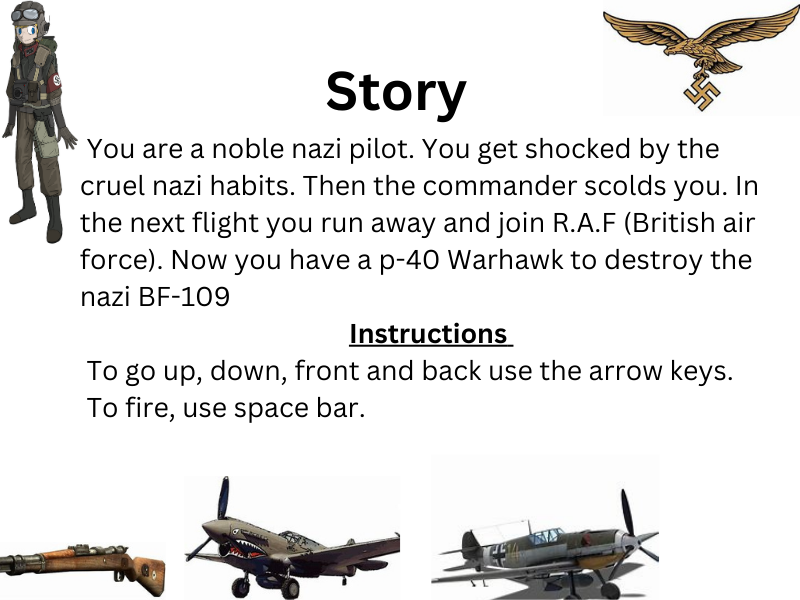 Story
You are a noble nazi pilot. You get shocked by the
cruel nazi habits. Then the commander scolds you. In
the next flight you run away and join R.A.F (British air
force). Now you have a p-40 Warhawk to destroy the
nazi BF-109
Instructions
To go up, down, front and back use the arrow keys.
To fire, use space bar.